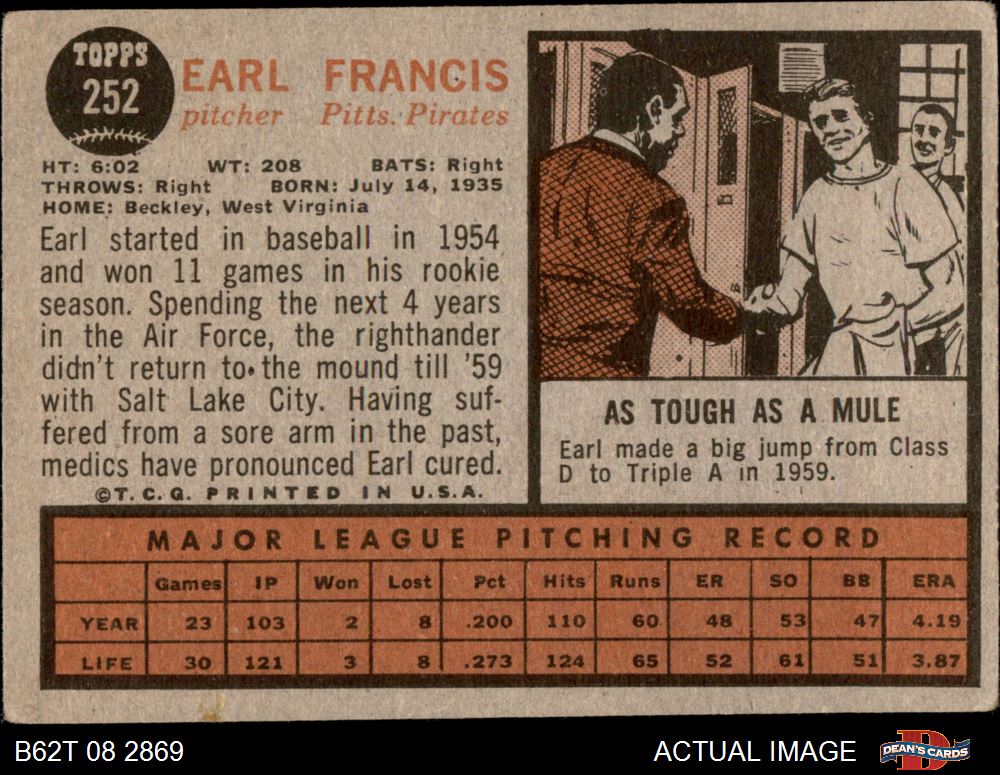 TOPPS
252
EARL FRANCIS
pitcher Pitts. Pirates
HT: 6:02 WT: 208 BATS: Right
THROWS: Right BORN: July 14, 1935
HOME: Beckley, West Virginia
Earl started in baseball in 1954
and won 11 games in his rookie
season. Spending the next 4 years
in the Air Force, the righthander
didn't return to the mound till '59
with Salt Lake City. Having suf-
fered from a sore arm in the past,
medics have pronounced Earl cured.
©T.C.G. PRINTED IN U.S.A.
AS TOUGH AS A MULE
Earl made a big jump from Class
D to Triple A in 1959.
MAJOR LEAGUE PITCHING RECORD
Games IP Won Lost Pct Hits Runs ER SO BB ERA
YEAR 23 103 2 8 .200 110 60 48 53 47 4.19
LIFE 30 121 3 8 .273 124 65 52 61 51 3.87
B62T 08 2869 ACTUAL IMAGE DEAN'S CARDS